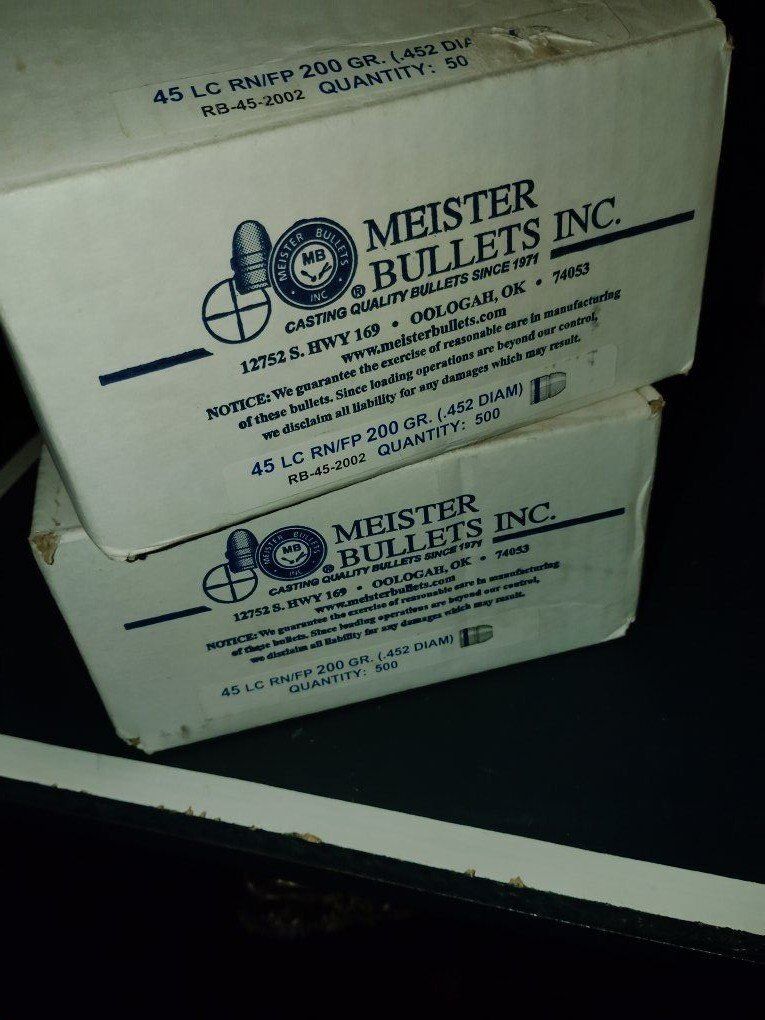 45 LC RN/FP 200 GR. (.452 DIA
RB-45-2002 QUANTITY: 50
MEISTER BULLETS
MB
INC
MEISTER
BULLETS INC.
®
CASTING QUALITY BULLETS SINCE 1971
12752 S. HWY 169 • OOLOGAH, OK • 74053
www.meisterbullets.com
NOTICE: We guarantee the exercise of reasonable care in manufacturing
of these bullets. Since loading operations are beyond our control,
we disclaim all liability for any damages which may result.
45 LC RN/FP 200 GR. (.452 DIAM)
RB-45-2002 QUANTITY: 500
MEISTER BULLETS
MB
INC
MEISTER
BULLETS INC.
®
CASTING QUALITY BULLETS SINCE 1971
12752 S. HWY 169 • OOLOGAH, OK • 74053
www.meisterbullets.com
NOTICE: We guarantee the exercise of reasonable care in manufacturing
of these bullets. Since loading operations are beyond our control,
we disclaim all liability for any damages which may result.
45 LC RN/FP 200 GR. (.452 DIAM)
QUANTITY: 500